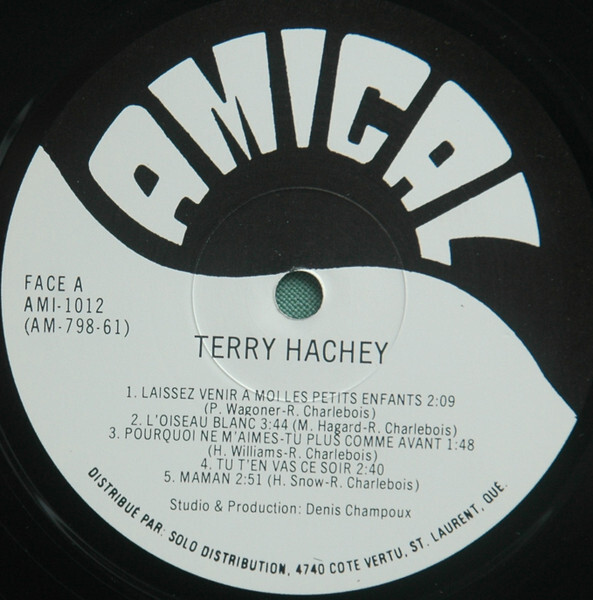 AMICAL
FACE A
AMI-1012
(AM-798-61)
TERRY HACHEY
1. LAISSEZ VENIR A MOI LES PETITS ENFANTS 2:09
(P. Wagoner-R. Charlebois)
2. L'OISEAU BLANC 3:44 (M. Hagard-R. Charlebois)
3. POURQUOI NE M'AIMES-TU PLUS COMME AVANT 1:48
(H. Williams-R. Charlebois)
4. TU T'EN VAS CE SOIR 2:40
5. MAMAN 2:51 (H. Snow-R. Charlebois)
Studio & Production: Denis Champoux
DISTRIBUÉ PAR: SOLO DISTRIBUTION, 4740 COTE VERTU, ST. LAURENT, QUE.